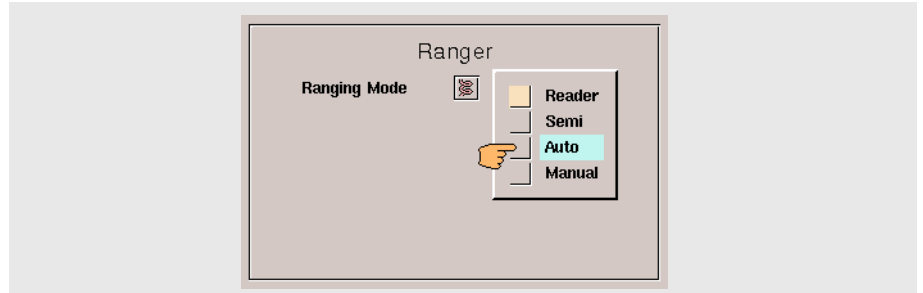 Ranger
Ranging Mode
Reader
Semi
Auto
Manual